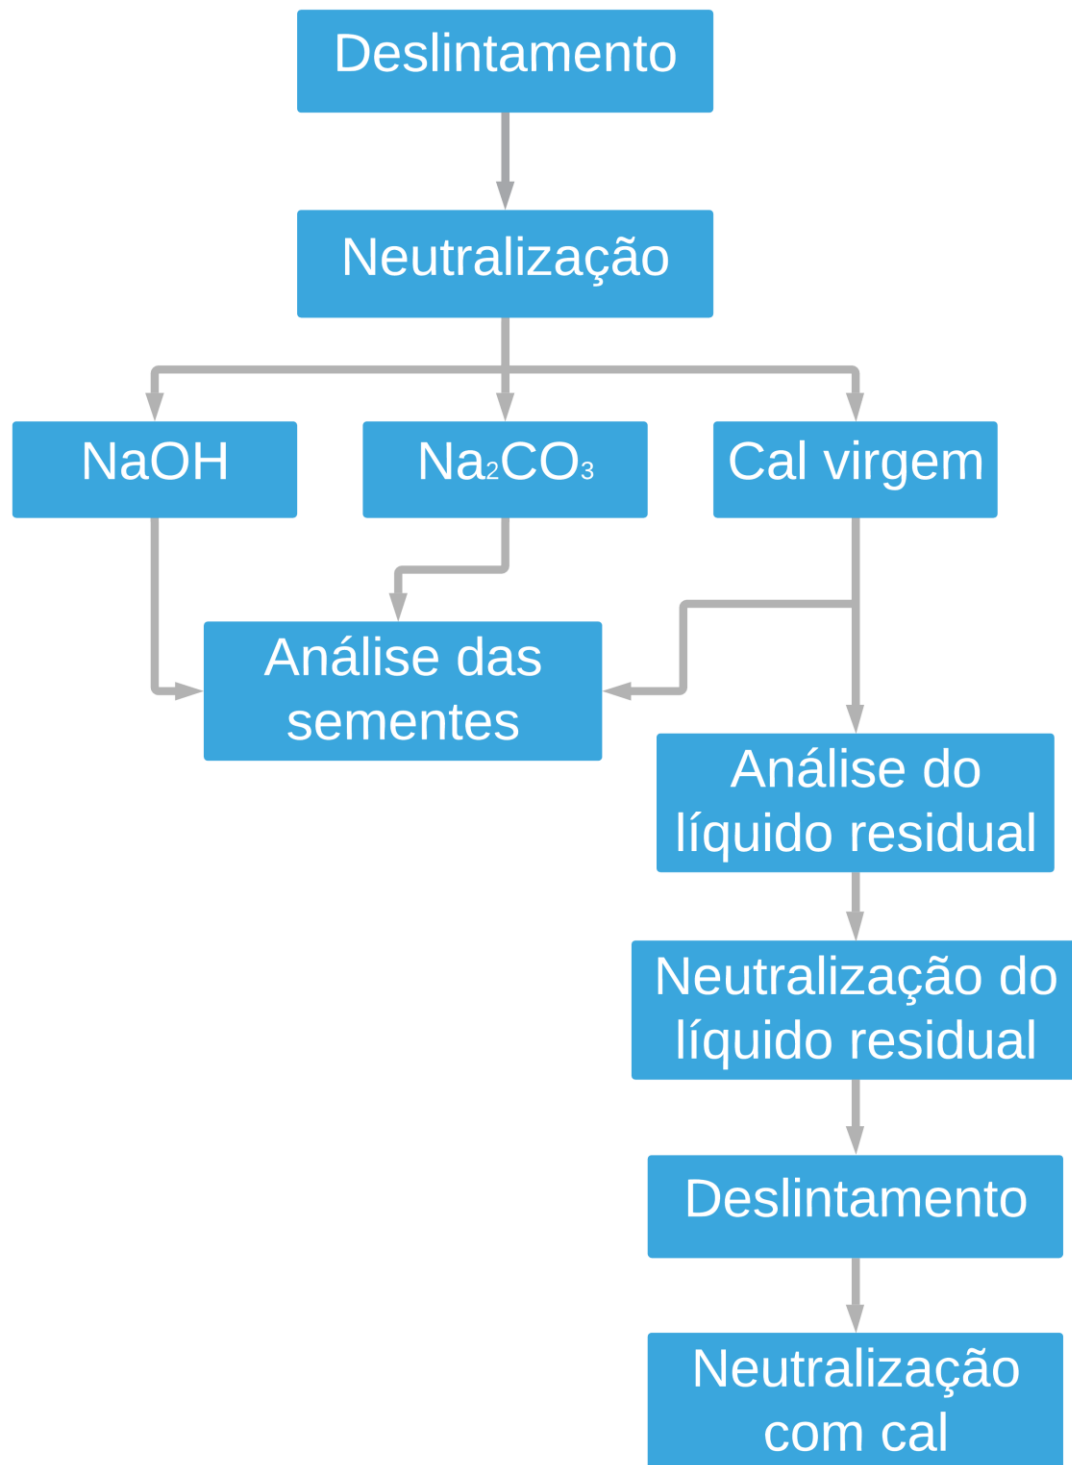 Deslintamento
Neutralização
NaOH
Na₂CO₃
Cal virgem
Análise das
sementes
Análise do
líquido residual
Neutralização do
líquido residual
Deslintamento
Neutralização
com cal